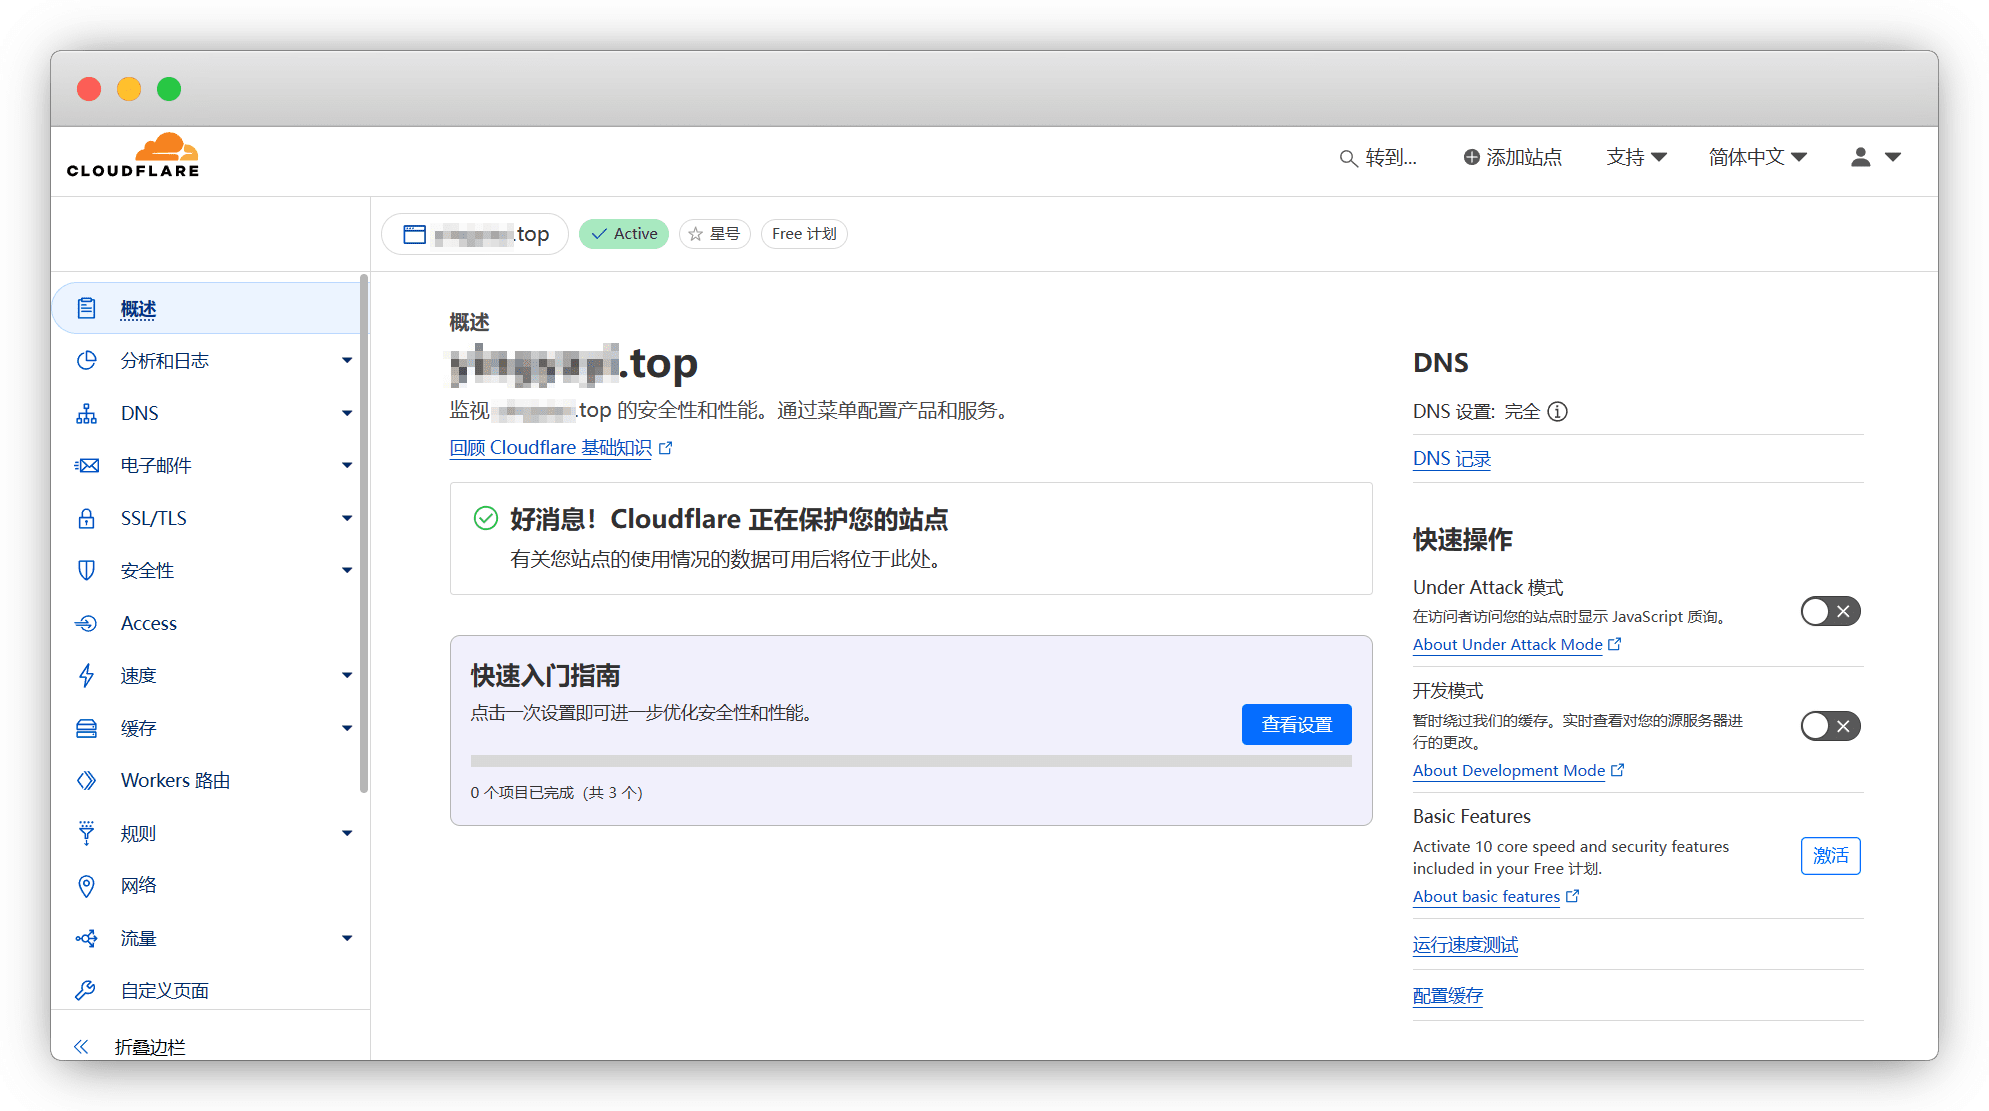 CLOUDFLARE
转到...
添加站点
支持
简体中文
.top
Active
星号
Free 计划
概述
分析和日志
DNS
电子邮件
SSL/TLS
安全性
Access
速度
缓存
Workers 路由
规则
网络
流量
自定义页面
折叠边栏
概述
.top
监视 .top 的安全性和性能。通过菜单配置产品和服务。
回顾 Cloudflare 基础知识
好消息！Cloudflare 正在保护您的站点
有关您站点的使用情况的数据可用后将位于此处。
快速入门指南
点击一次设置即可进一步优化安全性和性能。
查看设置
0 个项目已完成（共 3 个）
DNS
DNS 设置: 完全
DNS 记录
快速操作
Under Attack 模式
在访问者访问您的站点时显示 JavaScript 质询。
About Under Attack Mode
开发模式
暂时绕过我们的缓存。实时查看对您的源服务器进
行的更改。
About Development Mode
Basic Features
Activate 10 core speed and security features
included in your Free 计划.
激活
About basic features
运行速度测试
配置缓存